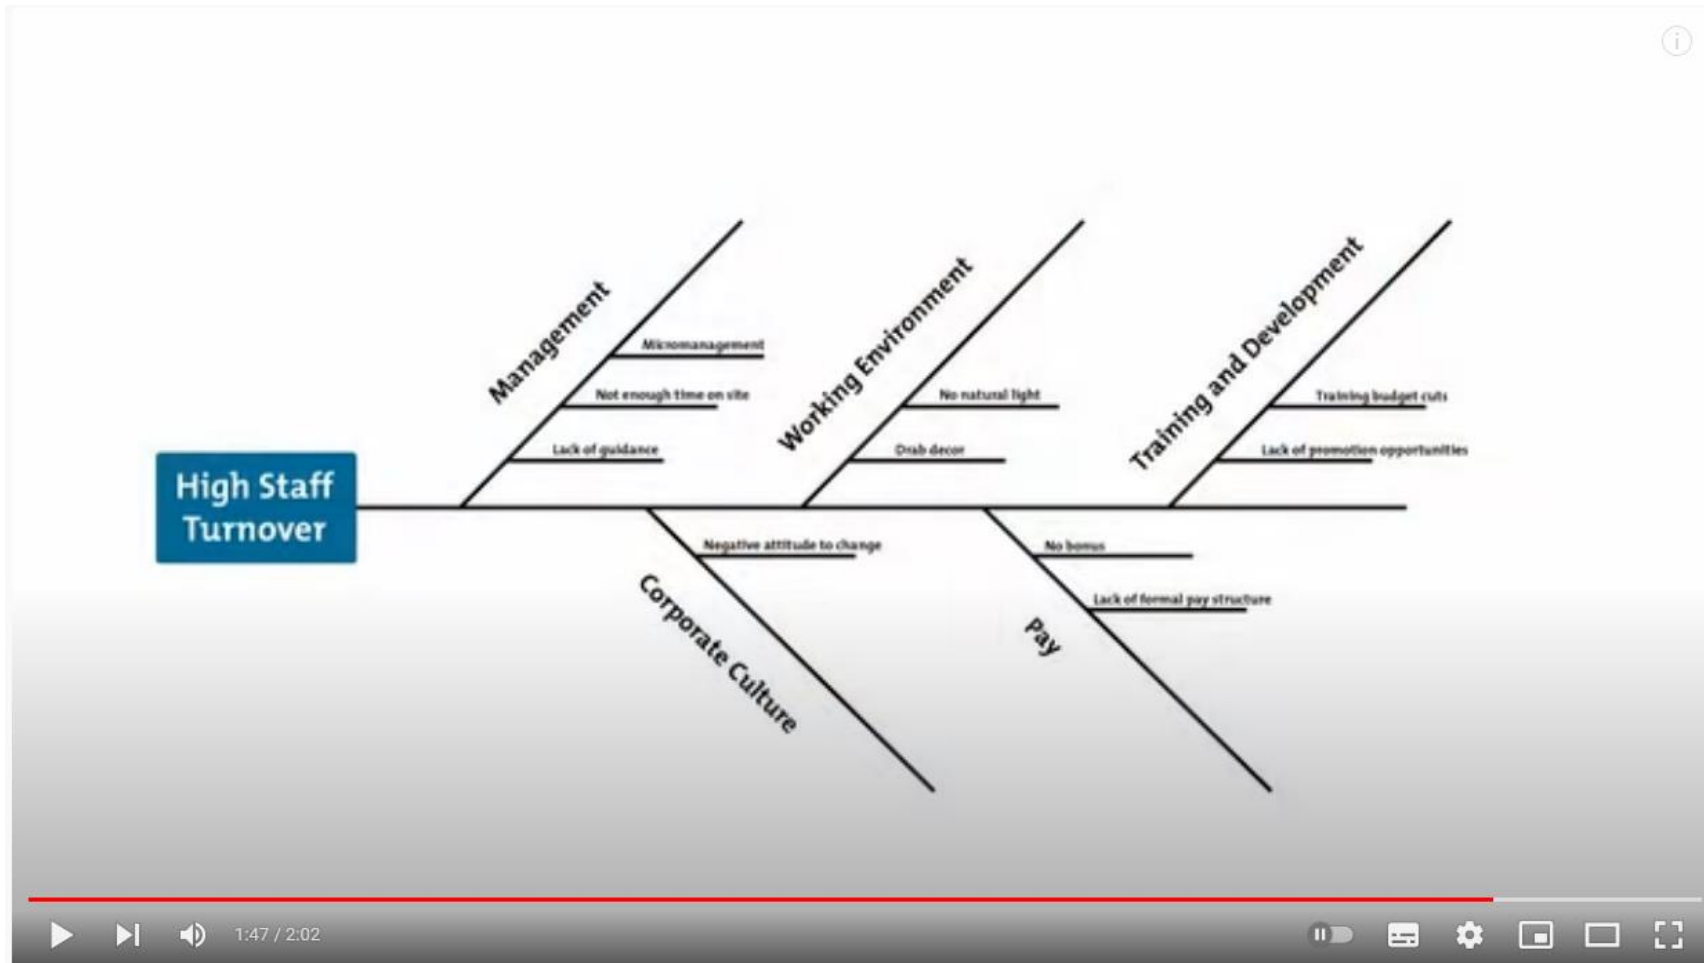 High Staff
Turnover
Management
Micromanagement
Not enough time on site
Lack of guidance
Working Environment
No natural light
Drab decor
Training and Development
Training budget cuts
Lack of promotion opportunities
Corporate Culture
Negative attitude to change
Pay
No bonus
Lack of formal pay structure
1:47 / 2:02